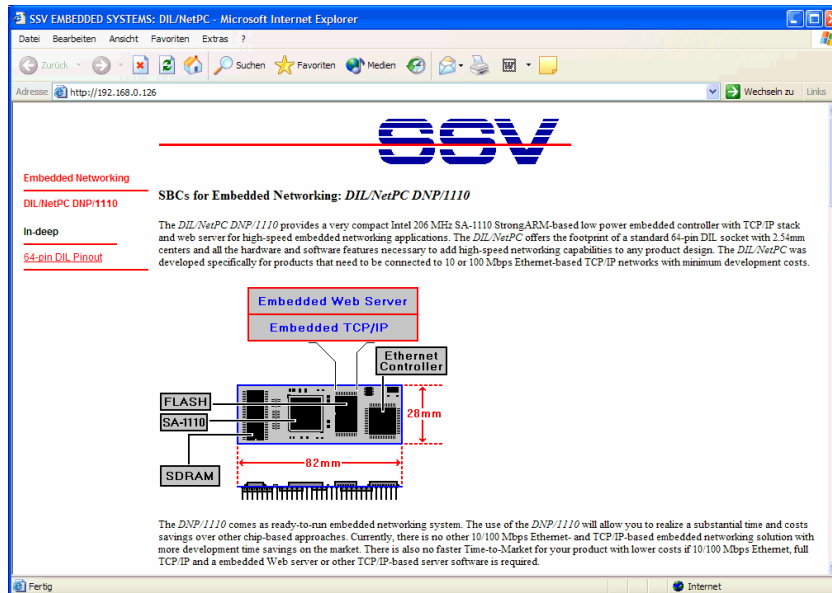 SSV EMBEDDED SYSTEMS: DIL/NetPC - Microsoft Internet Explorer
Datei Bearbeiten Ansicht Favoriten Extras ?
Zurück Suchen Favoriten Medien
Adresse http://192.168.0.126 Wechseln zu Links
SSV
Embedded Networking
DIL/NetPC DNP/1110
In-deep
64-pin DIL Pinout
SBCs for Embedded Networking: DIL/NetPC DNP/1110
The DIL/NetPC DNP/1110 provides a very compact Intel 206 MHz SA-1110 StrongARM-based low power embedded controller with TCP/IP stack
and web server for high-speed embedded networking applications. The DIL/NetPC offers the footprint of a standard 64-pin DIL socket with 2.54mm
centers and all the hardware and software features necessary to add high-speed networking capabilities to any product design. The DIL/NetPC was
developed specifically for products that need to be connected to 10 or 100 Mbps Ethernet-based TCP/IP networks with minimum development costs.
Embedded Web Server
Embedded TCP/IP
Ethernet
Controller
FLASH
SA-1110
SDRAM
28mm
82mm
The DNP/1110 comes as ready-to-run embedded networking system. The use of the DNP/1110 will allow you to realize a substantial time and costs
savings over other chip-based approaches. Currently, there is no other 10/100 Mbps Ethernet- and TCP/IP-based embedded networking solution with
more development time savings on the market. There is also no faster Time-to-Market for your product with lower costs if 10/100 Mbps Ethernet, full
TCP/IP and a embedded Web server or other TCP/IP-based server software is required.
Fertig Internet